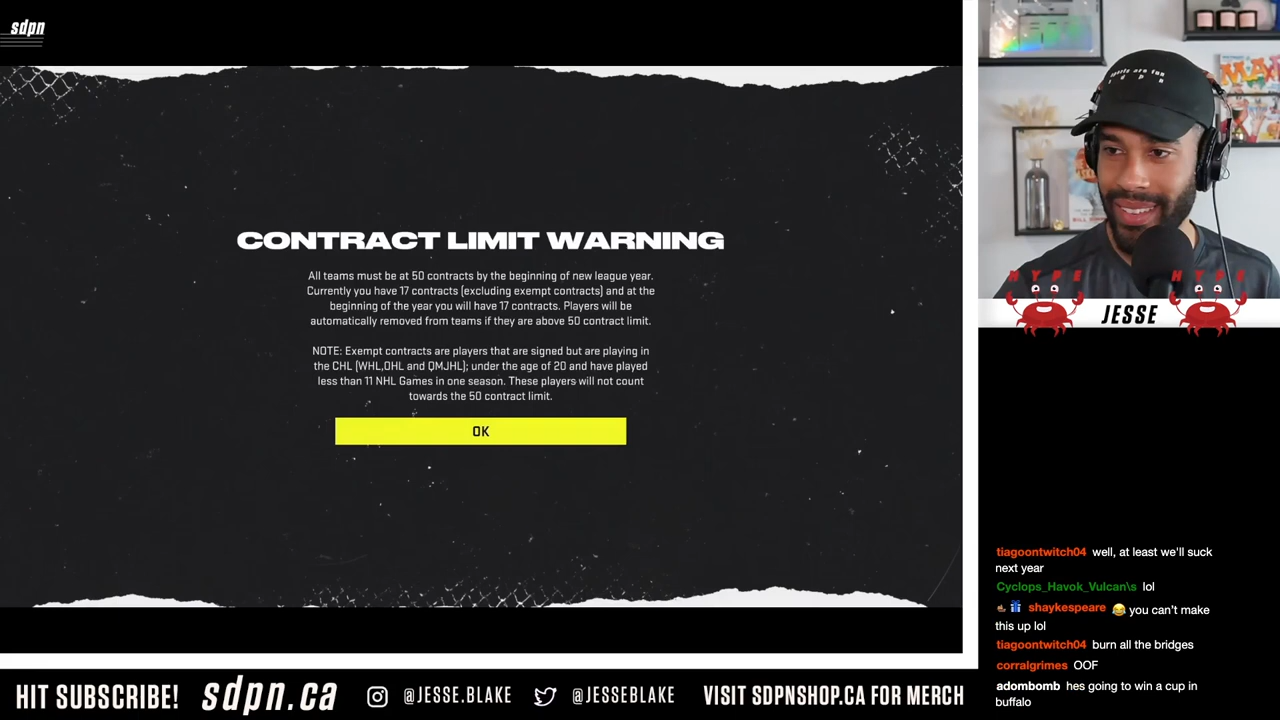 sdpn
CONTRACT LIMIT WARNING
All teams must be at 50 contracts by the beginning of new league year.
Currently you have 17 contracts (excluding exempt contracts) and at the
beginning of the year you will have 17 contracts. Players will be
automatically removed from teams if they are above 50 contract limit.
NOTE: Exempt contracts are players that are signed but are playing in
the CHL (WHL,OHL and QMJHL); under the age of 20 and have played
less than 11 NHL Games in one season. These players will not count
towards the 50 contract limit.
OK
sports are fun
HYPE HYPE
JESSE
tiagoontwitch04 well, at least we'll suck
next year
Cyclops_Havok_Vulcan\s lol
shaykespeare 😂 you can't make
this up lol
tiagoontwitch04 burn all the bridges
corralgrimes OOF
adombomb hes going to win a cup in
buffalo
HIT SUBSCRIBE! sdpn.ca @JESSE.BLAKE @JESSEBLAKE VISIT SDPNSHOP.CA FOR MERCH